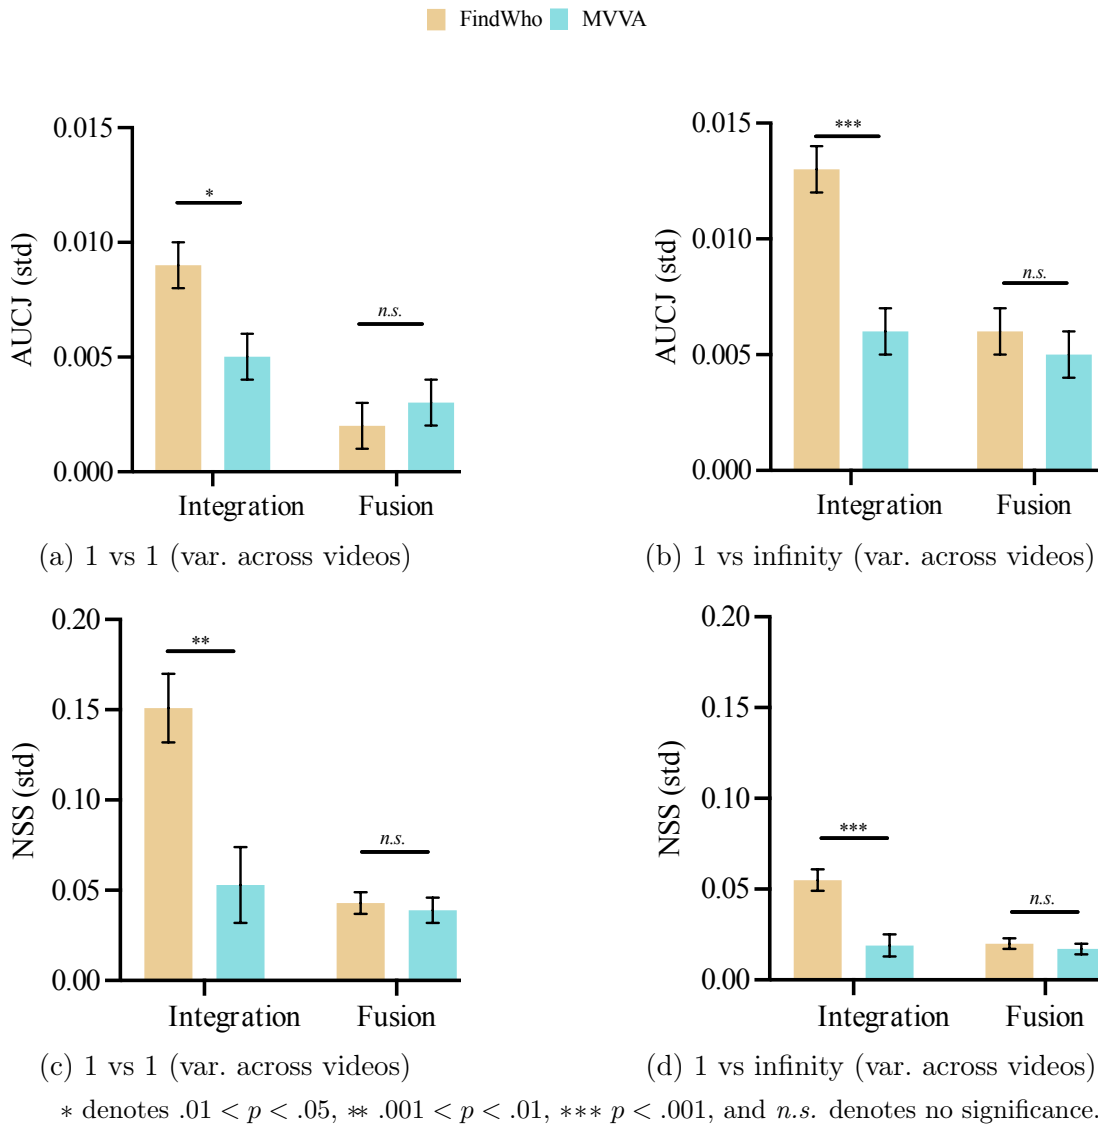 FindWho MVVA
0.015
0.010
0.005
0.000
AUCJ (std)
*
n.s.
Integration Fusion
(a) 1 vs 1 (var. across videos)
0.015
0.010
0.005
0.000
AUCJ (std)
***
n.s.
Integration Fusion
(b) 1 vs infinity (var. across videos)
0.20
0.15
0.10
0.05
0.00
NSS (std)
**
n.s.
Integration Fusion
(c) 1 vs 1 (var. across videos)
0.20
0.15
0.10
0.05
0.00
NSS (std)
***
n.s.
Integration Fusion
(d) 1 vs infinity (var. across videos)
* denotes .01 < p < .05, ** .001 < p < .01, *** p < .001, and n.s. denotes no significance.